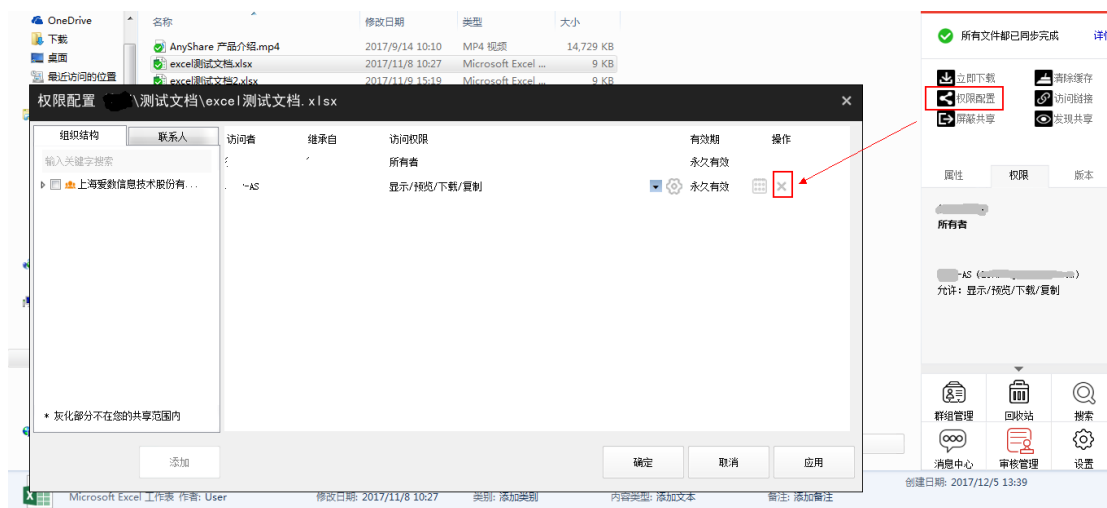 OneDrive
下载
桌面
最近访问的位置
名称 修改日期 类型 大小
AnyShare 产品介绍.mp4 2017/9/14 10:10 MP4 视频 14,729 KB
excel测试文档.xlsx 2017/11/8 10:27 Microsoft Excel ... 9 KB
excel测试文档2.xlsx 2017/11/9 15:19 Microsoft Excel ... 9 KB
权限配置 \测试文档\excel测试文档.xlsx
组织结构 联系人
输入关键字搜索
上海爱数信息技术股份有...
* 灰化部分不在您的共享范围内
添加
访问者 继承自 访问权限 有效期 操作
所有者 永久有效
-AS 显示/预览/下载/复制 永久有效
确定 取消 应用
所有文件都已同步完成
立即下载 清除缓存
权限配置 访问链接
屏蔽共享 发现共享
属性 权限 版本
所有者
-AS (
允许: 显示/预览/下载/复制
群组管理 回收站 搜索
消息中心 审核管理 设置
Microsoft Excel 工作表 作者: User 修改日期: 2017/11/8 10:27 类别: 添加类别 内容类型: 添加文本 备注: 添加备注
创建日期: 2017/12/5 13:39